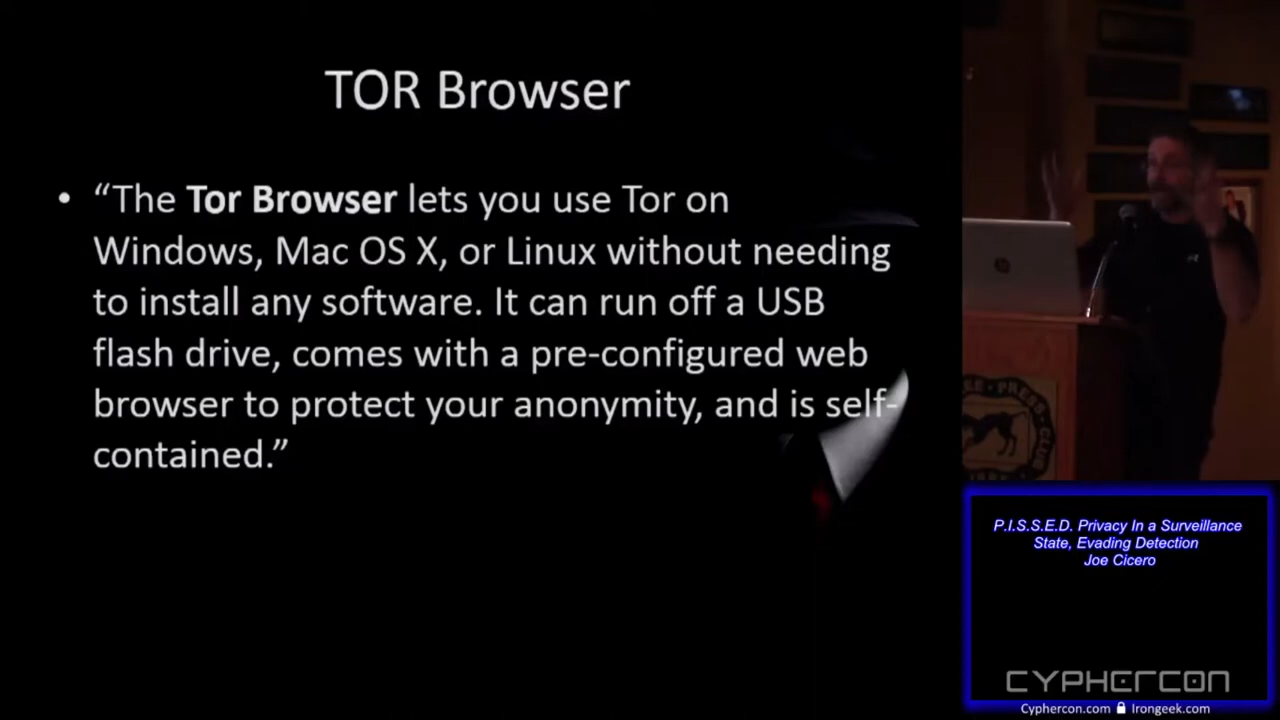 TOR Browser
• “The Tor Browser lets you use Tor on
Windows, Mac OS X, or Linux without needing
to install any software. It can run off a USB
flash drive, comes with a pre-configured web
browser to protect your anonymity, and is self-
contained.”
PRESS CLUB
P.I.S.S.E.D. Privacy In a Surveillance
State, Evading Detection
Joe Cicero
CYPHERCON
Cyphercon.com Irongeek.com